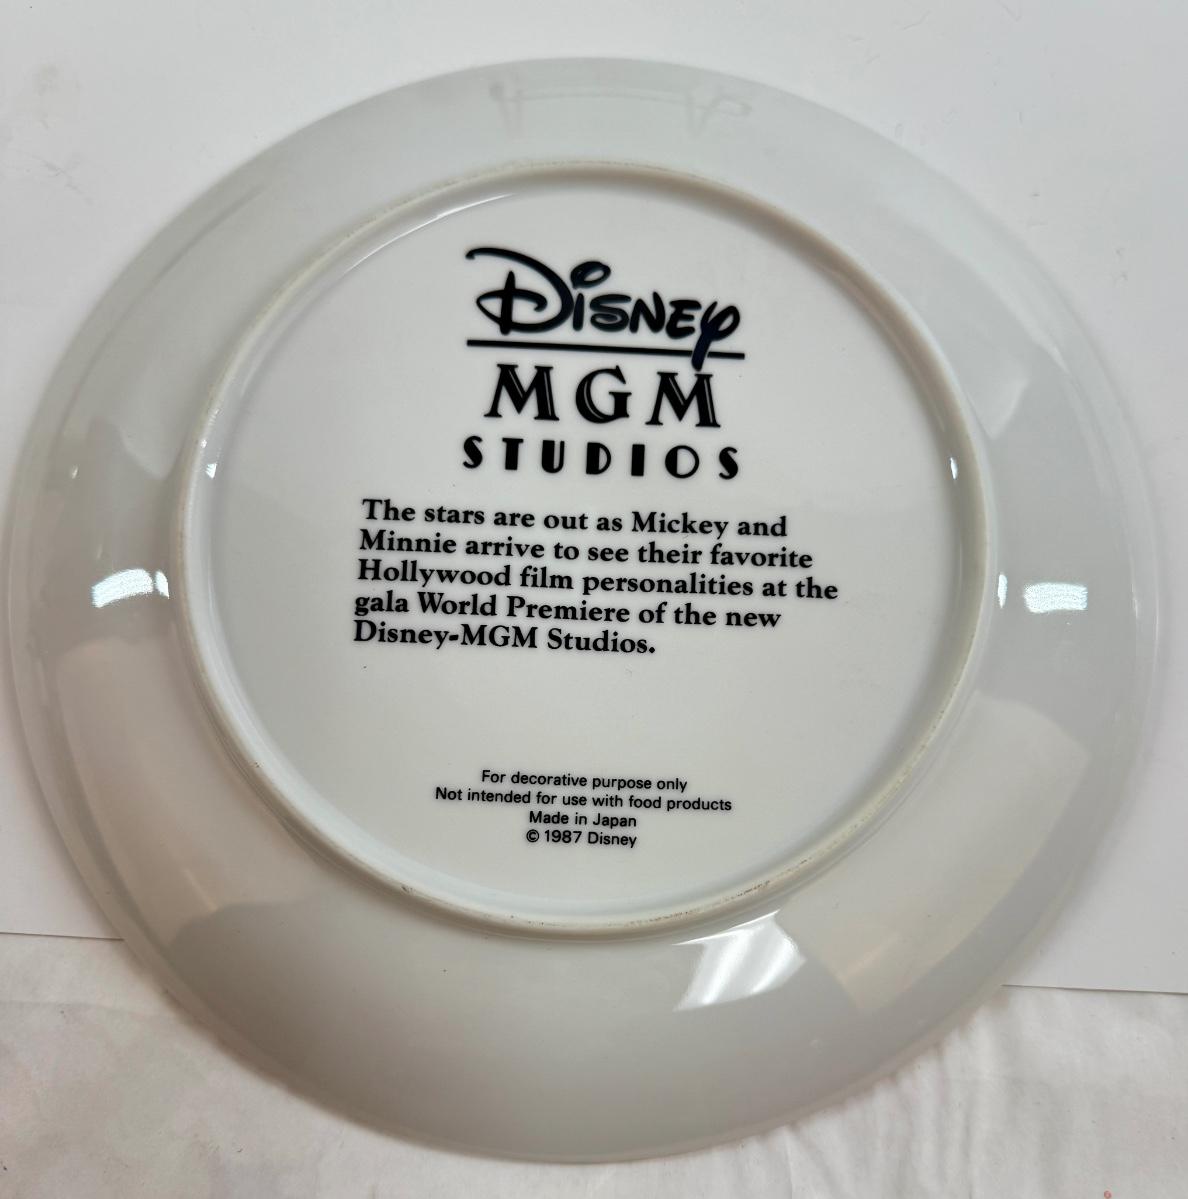 Disney
MGM
STUDIOS
The stars are out as Mickey and
Minnie arrive to see their favorite
Hollywood film personalities at the
gala World Premiere of the new
Disney-MGM Studios.
For decorative purpose only
Not intended for use with food products
Made in Japan
© 1987 Disney